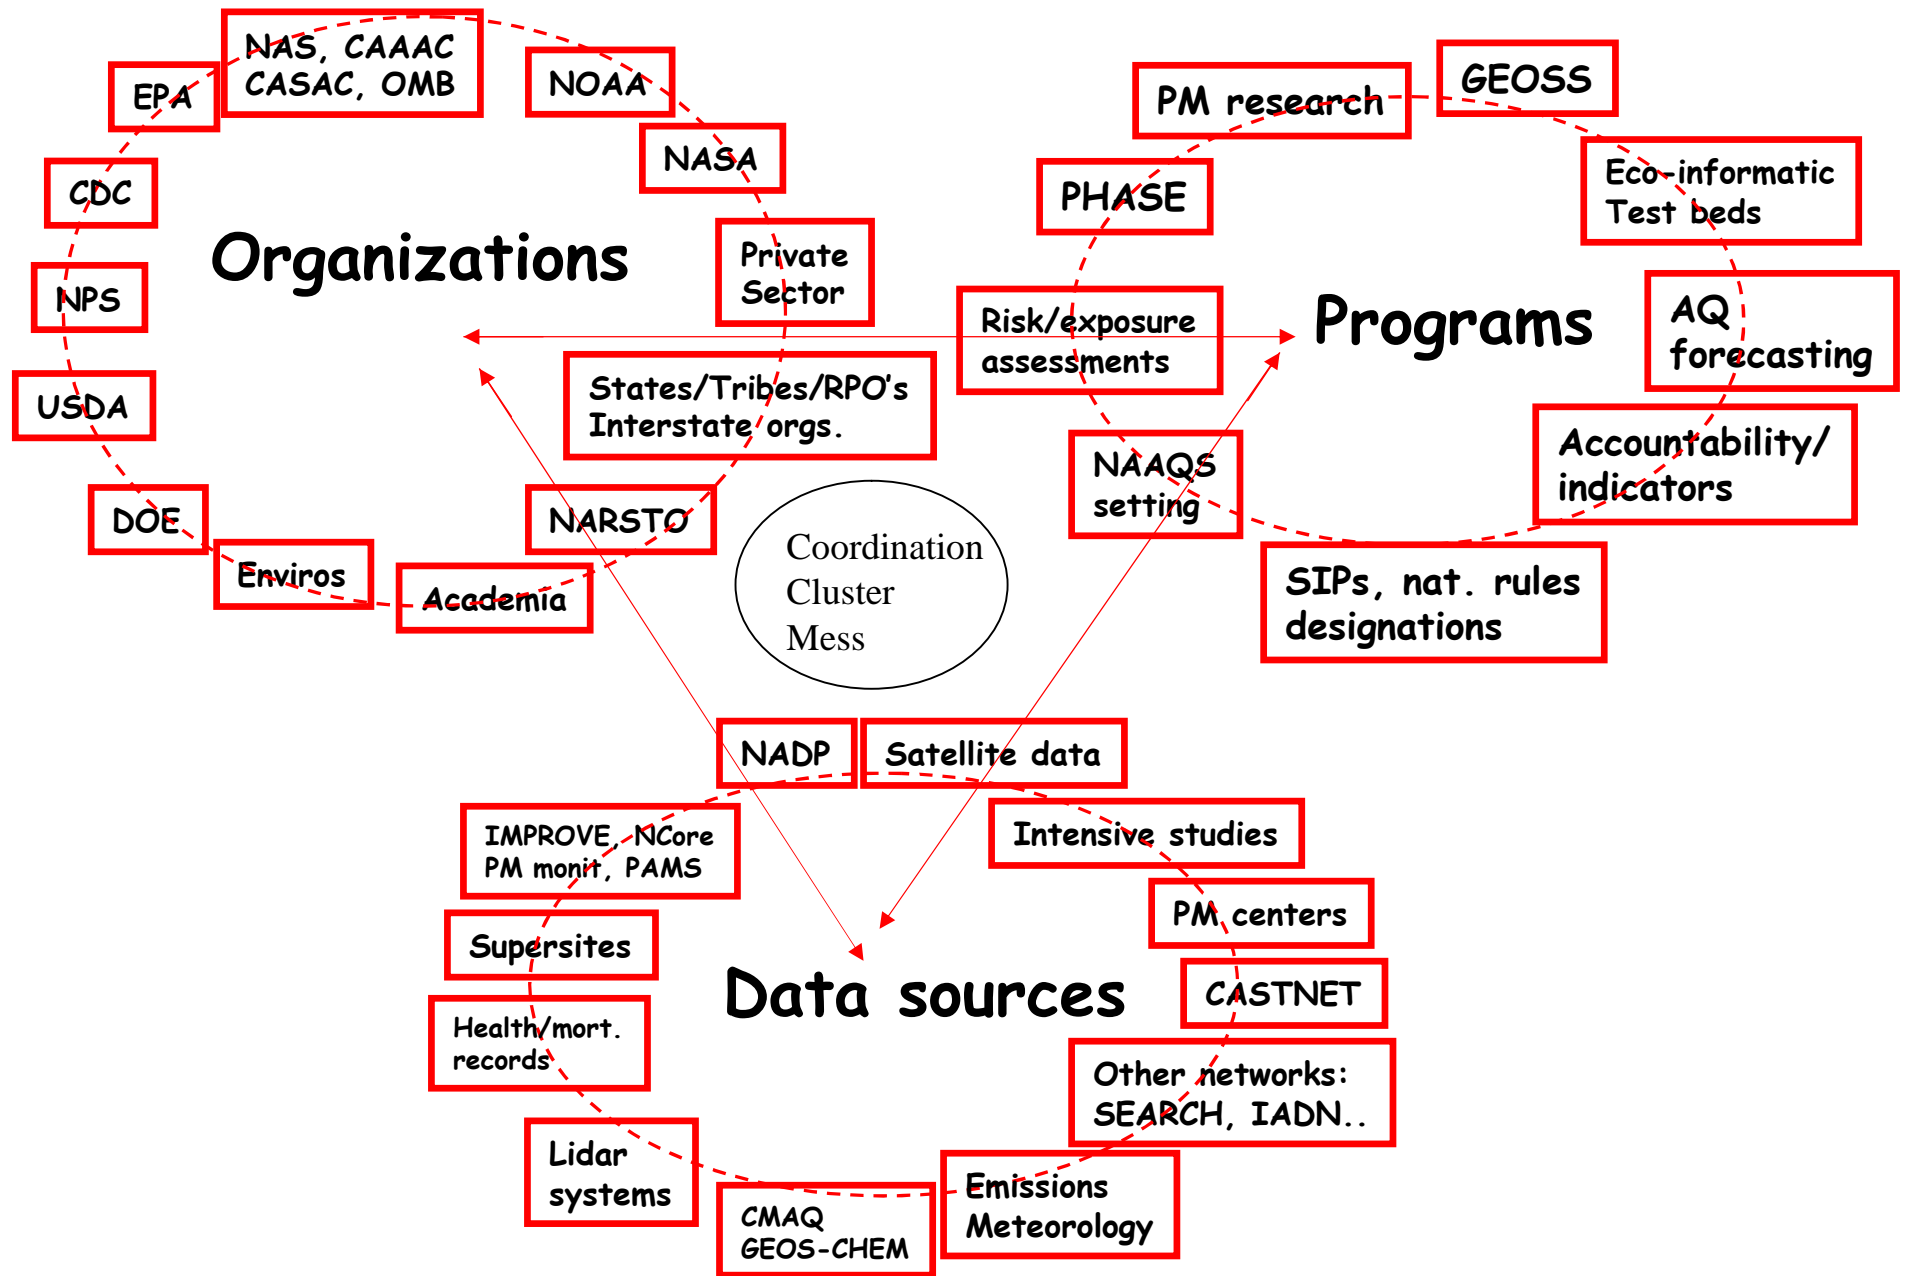 NAS, CAAAC
CASAC, OMB
EPA
NOAA
NASA
CDC
Private
Sector
NPS
Organizations
States/Tribes/RPO's
Interstate orgs.
USDA
NARSTO
DOE
Enviros
Academia
GEOSS
PM research
Eco-informatic
Test beds
PHASE
AQ
forecasting
Risk/exposure
assessments
Programs
Accountability/
indicators
NAAQS
setting
SIPs, nat. rules
designations
Coordination
Cluster
Mess
NADP
Satellite data
IMPROVE, NCore
PM monit, PAMS
Intensive studies
PM centers
Supersites
CASTNET
Data sources
Health/mort.
records
Other networks:
SEARCH, IADN..
Lidar
systems
Emissions
Meteorology
CMAQ
GEOS-CHEM